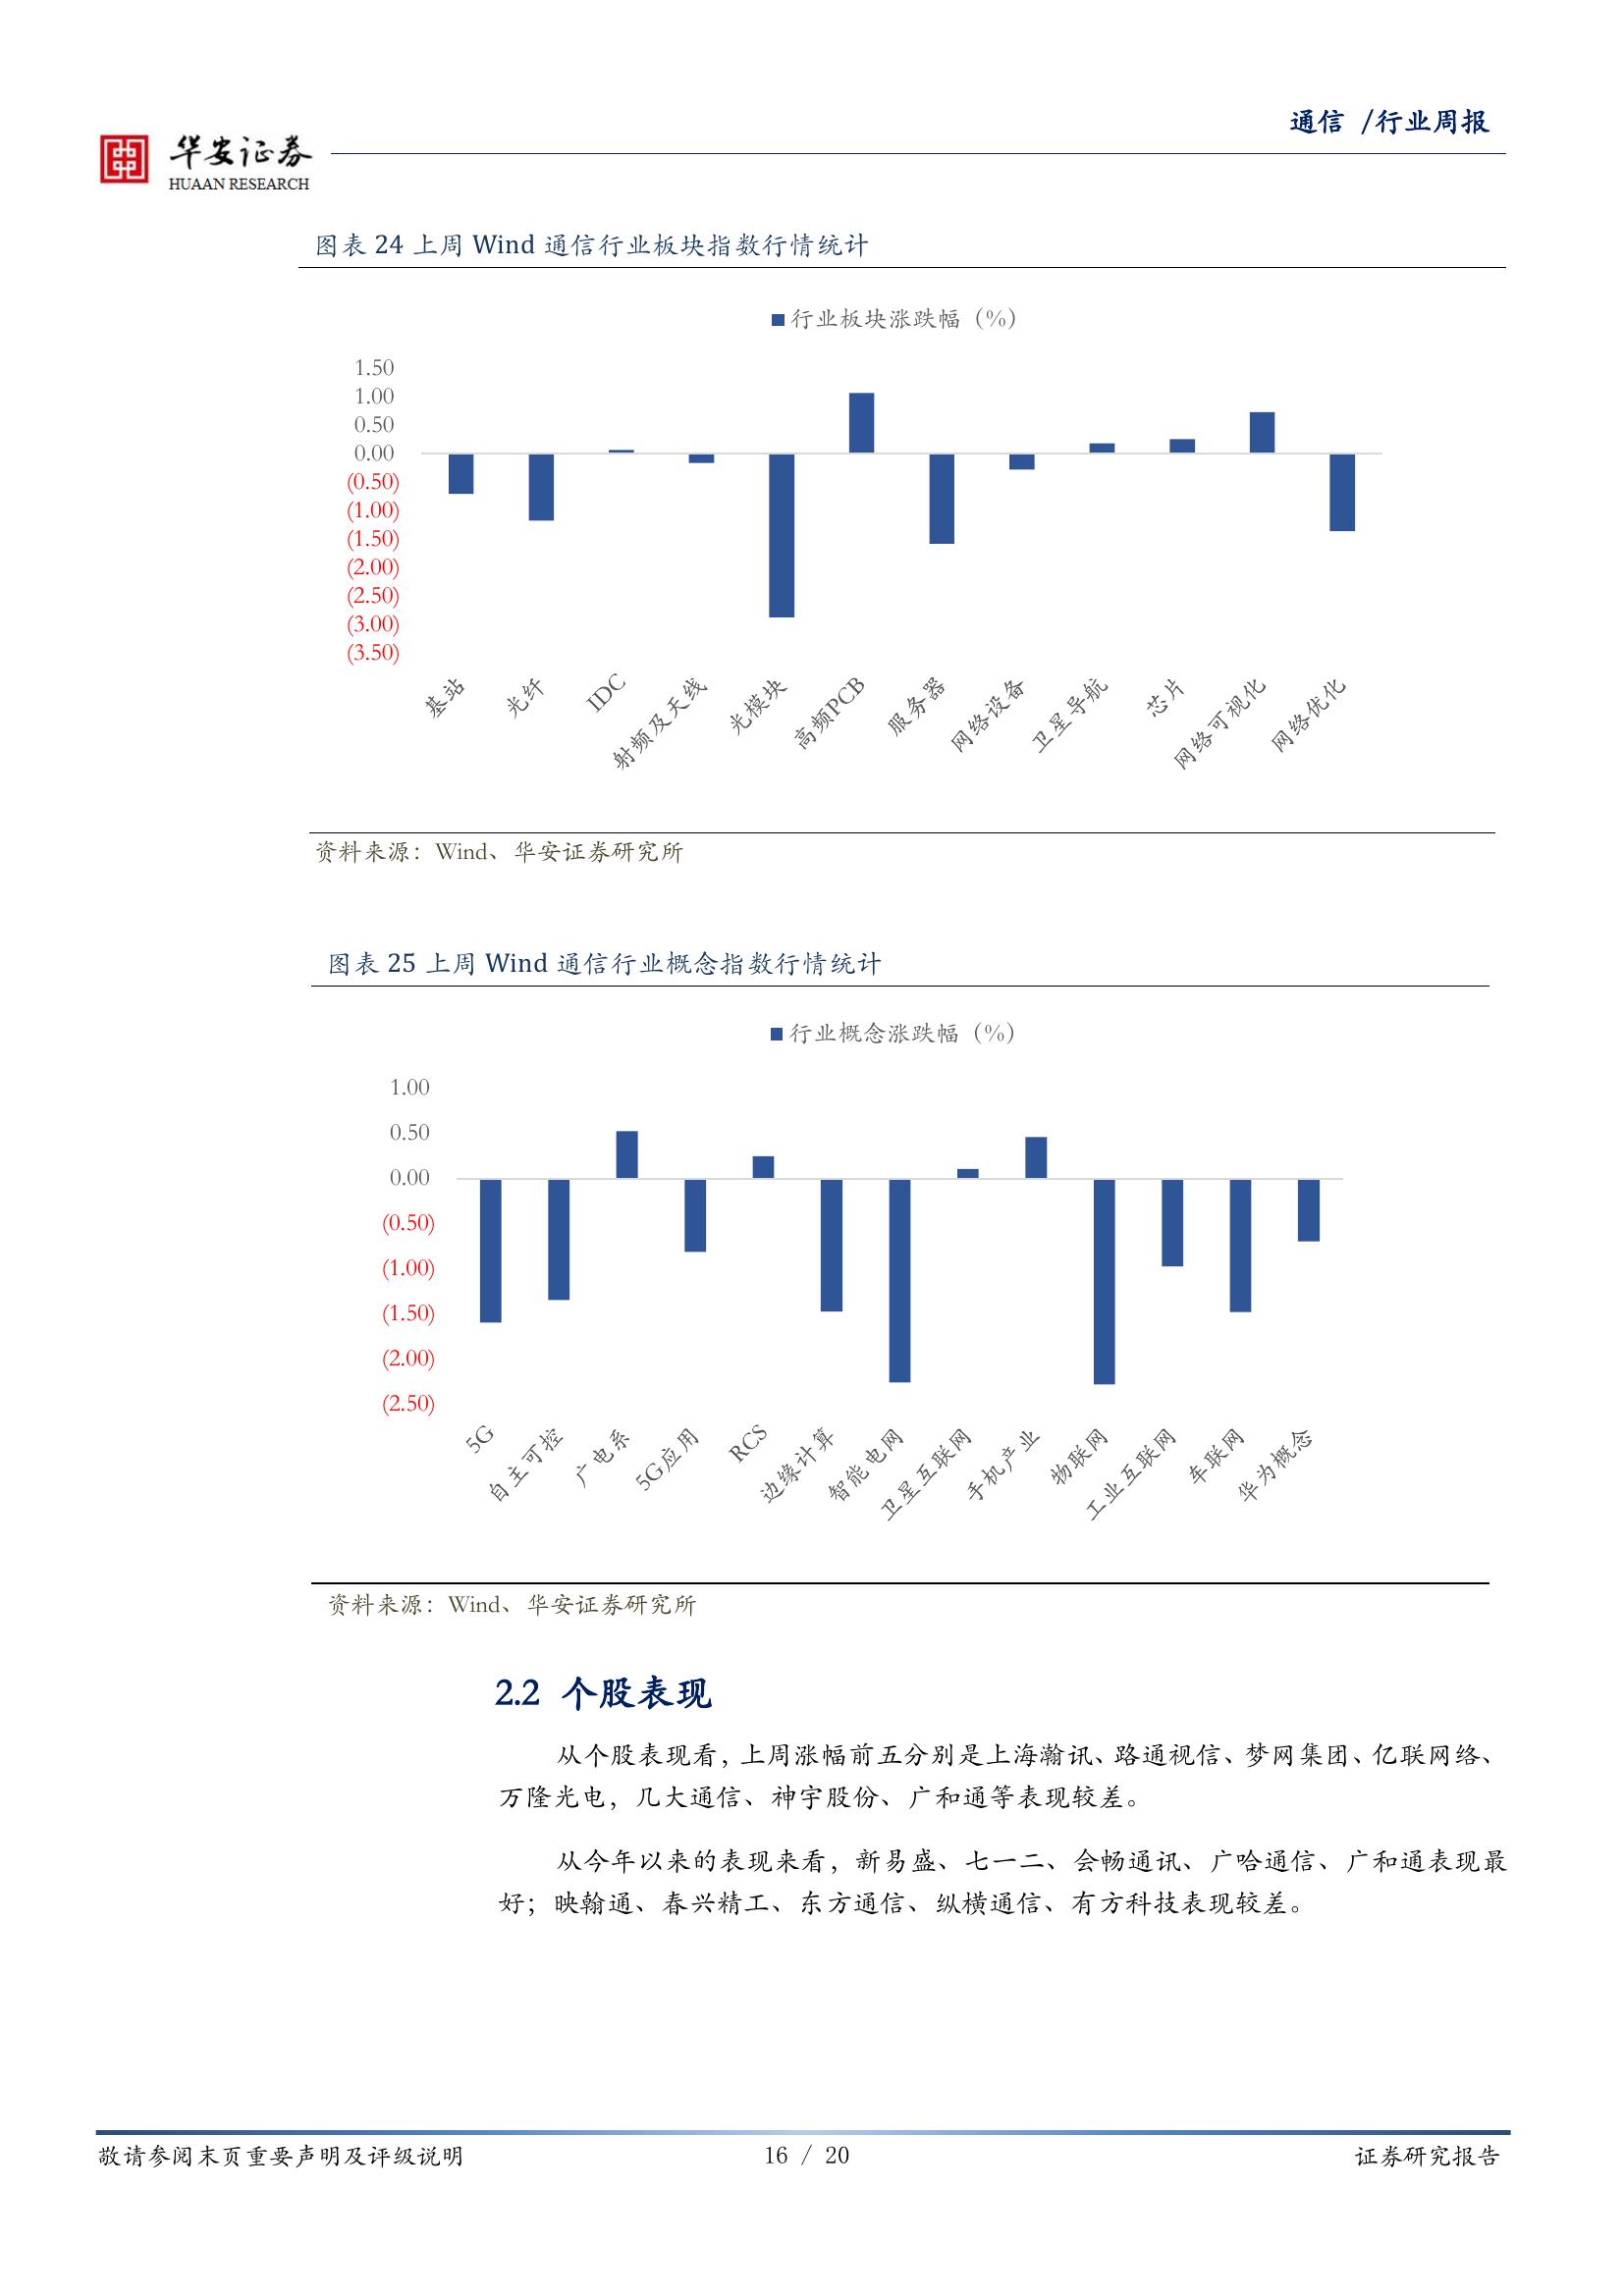 通信 /行业周报
华安证券
HUAAN RESEARCH
图表 24 上周 Wind 通信行业板块指数行情统计
行业板块涨跌幅（%）
1.50
1.00
0.50
0.00
(0.50)
(1.00)
(1.50)
(2.00)
(2.50)
(3.00)
(3.50)
基站
光纤
IDC
射频及天线
光模块
高频PCB
服务器
网络设备
卫星导航
芯片
网络可视化
网络优化
资料来源：Wind、华安证券研究所
图表 25 上周 Wind 通信行业概念指数行情统计
行业概念涨跌幅（%）
1.00
0.50
0.00
(0.50)
(1.00)
(1.50)
(2.00)
(2.50)
5G
自主可控
广电系
5G应用
RCS
边缘计算
智能电网
卫星互联网
手机产业
物联网
工业互联网
车联网
华为概念
资料来源：Wind、华安证券研究所
2.2 个股表现
从个股表现看，上周涨幅前五分别是上海瀚讯、路通视信、梦网集团、亿联网络、
万隆光电，几大通信、神宇股份、广和通等表现较差。
从今年以来的表现来看，新易盛、七一二、会畅通讯、广哈通信、广和通表现最
好；映翰通、春兴精工、东方通信、纵横通信、有方科技表现较差。
敬请参阅末页重要声明及评级说明
16 / 20
证券研究报告